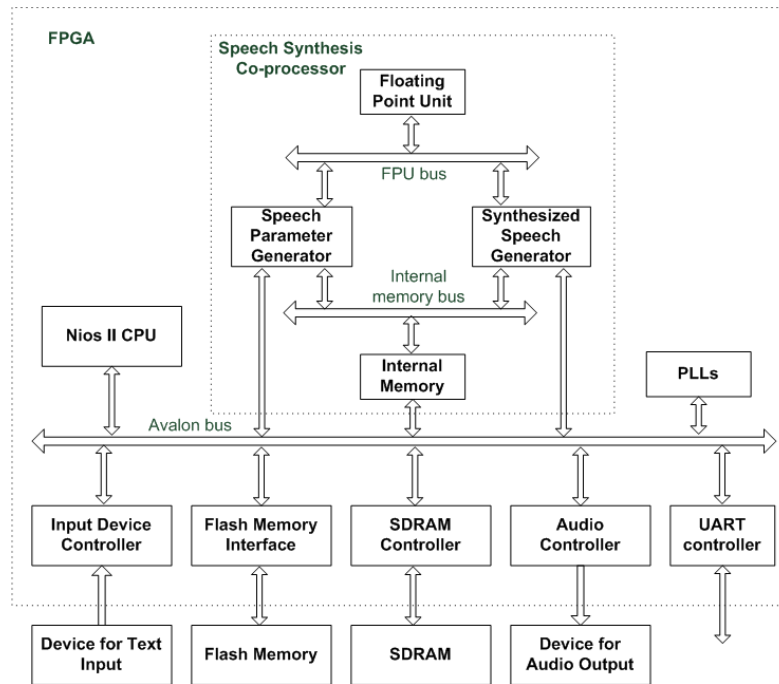 FPGA
Speech Synthesis
Co-processor
Floating
Point Unit
FPU bus
Speech
Parameter
Generator
Synthesized
Speech
Generator
Internal
memory bus
Nios II CPU
Internal
Memory
PLLs
Avalon bus
Input Device
Controller
Flash Memory
Interface
SDRAM
Controller
Audio
Controller
UART
controller
Device for Text
Input
Flash Memory
SDRAM
Device for
Audio Output